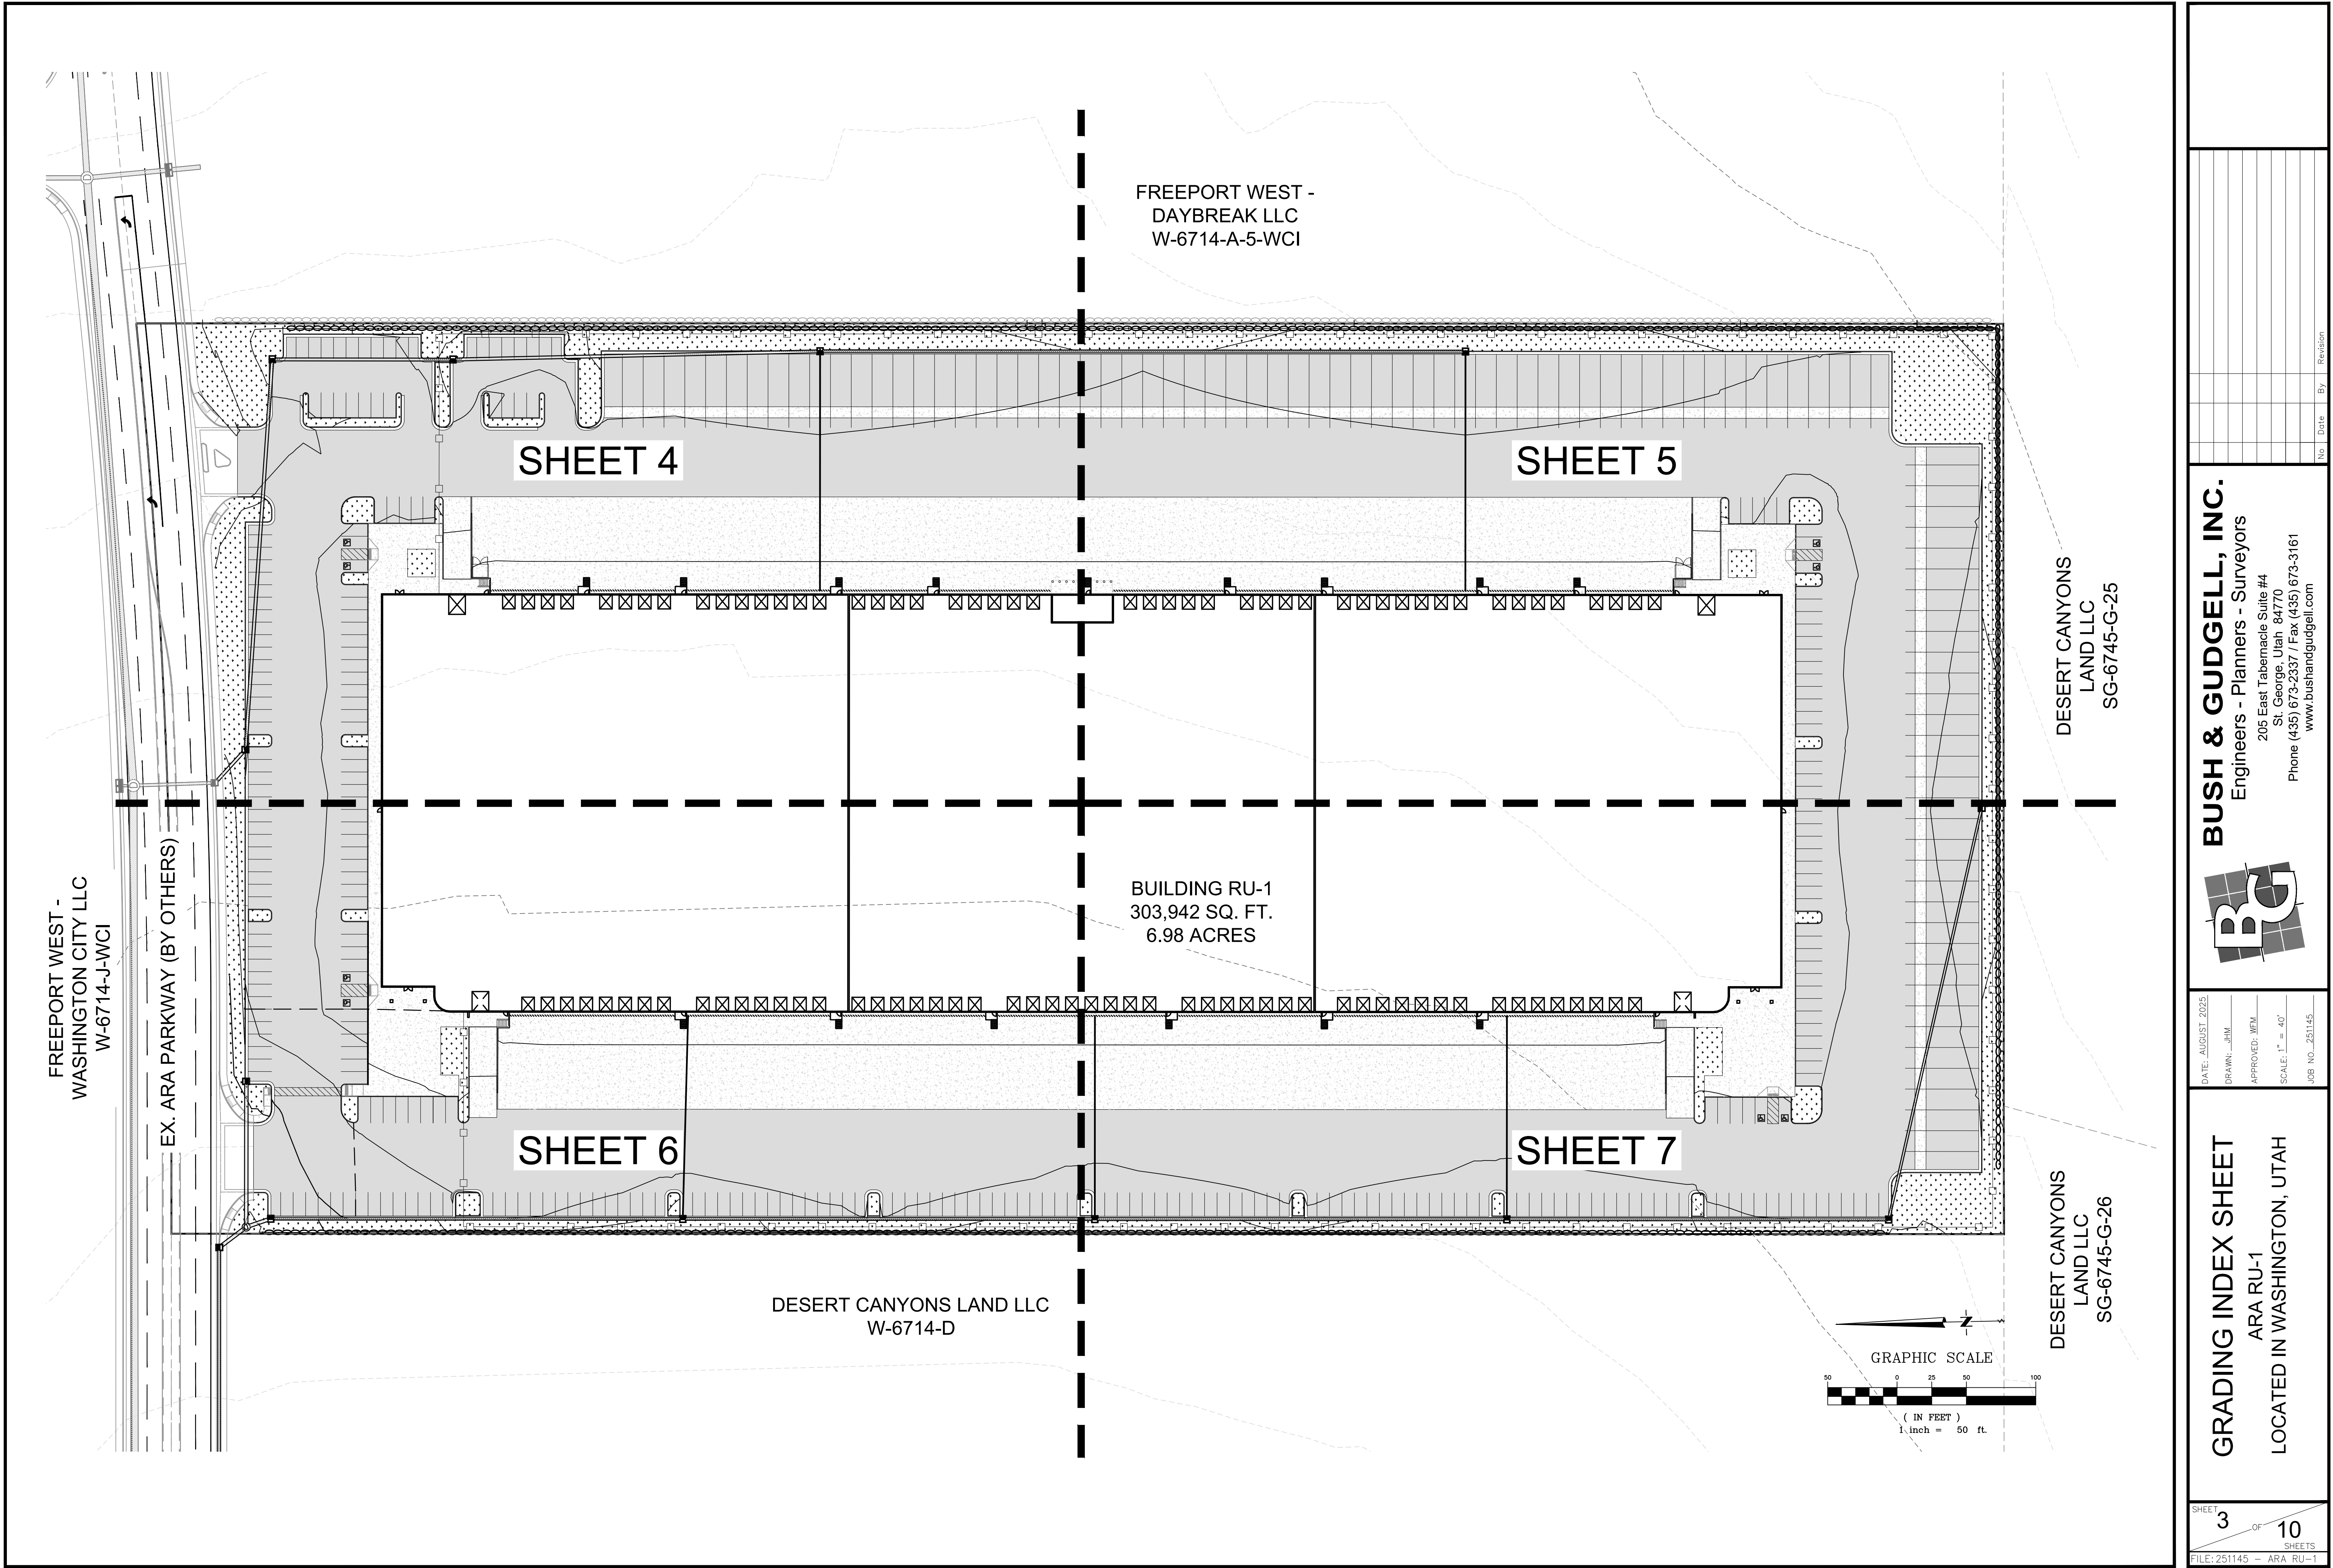 FREEPORT WEST -
DAYBREAK LLC
W-6714-A-5-WCI
SHEET 4
SHEET 5
DESERT CANYONS
LAND LLC
SG-6745-G-25
FREEPORT WEST -
WASHINGTON CITY LLC
W-6714-J-WCI
EX. ARA PARKWAY (BY OTHERS)
BUILDING RU-1
303,942 SQ. FT.
6.98 ACRES
SHEET 6
SHEET 7
DESERT CANYONS LAND LLC
W-6714-D
DESERT CANYONS
LAND LLC
SG-6745-G-26
N
GRAPHIC SCALE
50 0 25 50 100
( IN FEET )
1 inch = 50 ft.
No Date By Revision
BUSH & GUDGELL, INC.
Engineers - Planners - Surveyors
205 East Tabernacle Suite #4
St. George, Utah 84770
Phone (435) 673-2337 / Fax (435) 673-3161
www.bushandgudgell.com
BG
DATE: AUGUST 2025
DRAWN: JHM
APPROVED: WFM
SCALE: 1" = 40'
JOB NO. 251145
GRADING INDEX SHEET
ARA RU-1
LOCATED IN WASHINGTON, UTAH
SHEET
3 OF 10
SHEETS
FILE: 251145 - ARA RU-1